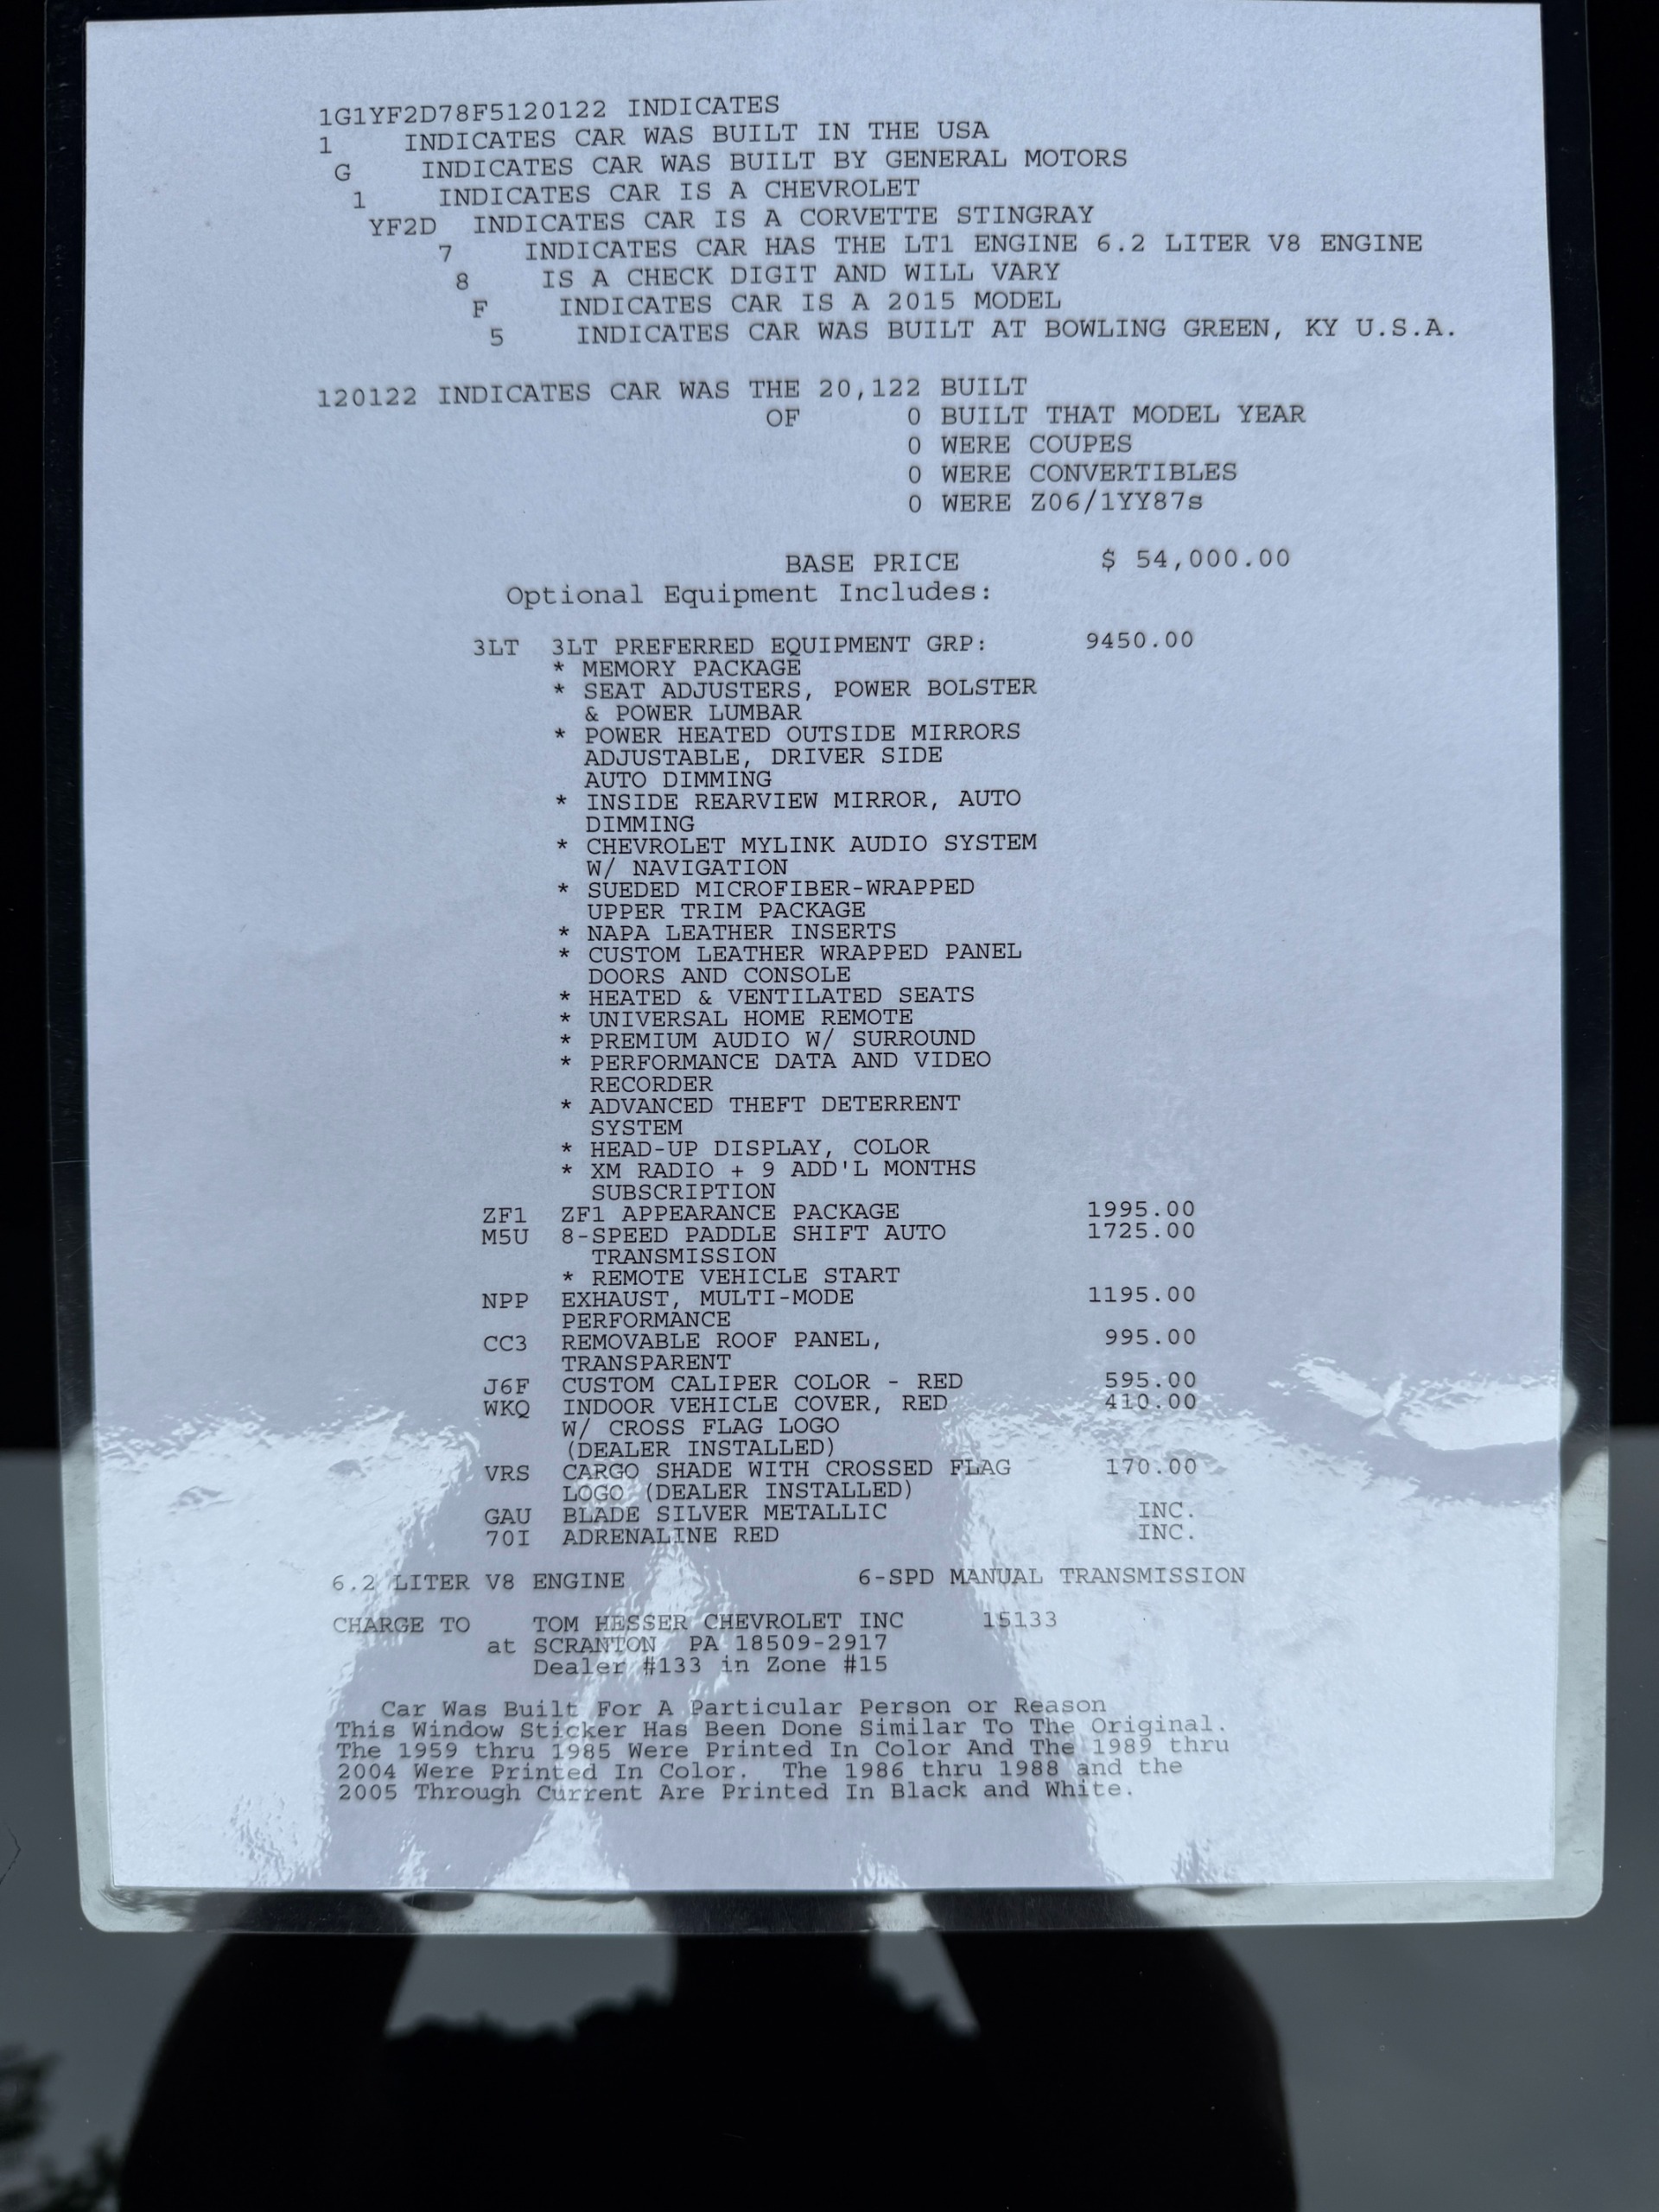 1G1YF2D78F5120122 INDICATES
1 INDICATES CAR WAS BUILT IN THE USA
G INDICATES CAR WAS BUILT BY GENERAL MOTORS
1 INDICATES CAR IS A CHEVROLET
YF2D INDICATES CAR IS A CORVETTE STINGRAY
7 INDICATES CAR HAS THE LT1 ENGINE 6.2 LITER V8 ENGINE
8 IS A CHECK DIGIT AND WILL VARY
F INDICATES CAR IS A 2015 MODEL
5 INDICATES CAR WAS BUILT AT BOWLING GREEN, KY U.S.A.
120122 INDICATES CAR WAS THE 20,122 BUILT
OF 0 BUILT THAT MODEL YEAR
0 WERE COUPES
0 WERE CONVERTIBLES
0 WERE Z06/1YY87s
BASE PRICE $ 54,000.00
Optional Equipment Includes:
3LT 3LT PREFERRED EQUIPMENT GRP: 9450.00
* MEMORY PACKAGE
* SEAT ADJUSTERS, POWER BOLSTER
& POWER LUMBAR
* POWER HEATED OUTSIDE MIRRORS
ADJUSTABLE, DRIVER SIDE
AUTO DIMMING
* INSIDE REARVIEW MIRROR, AUTO
DIMMING
* CHEVROLET MYLINK AUDIO SYSTEM
W/ NAVIGATION
* SUEDED MICROFIBER-WRAPPED
UPPER TRIM PACKAGE
* NAPA LEATHER INSERTS
* CUSTOM LEATHER WRAPPED PANEL
DOORS AND CONSOLE
* HEATED & VENTILATED SEATS
* UNIVERSAL HOME REMOTE
* PREMIUM AUDIO W/ SURROUND
* PERFORMANCE DATA AND VIDEO
RECORDER
* ADVANCED THEFT DETERRENT
SYSTEM
* HEAD-UP DISPLAY, COLOR
* XM RADIO + 9 ADD'L MONTHS
SUBSCRIPTION
ZF1 ZF1 APPEARANCE PACKAGE 1995.00
M5U 8-SPEED PADDLE SHIFT AUTO 1725.00
TRANSMISSION
* REMOTE VEHICLE START
NPP EXHAUST, MULTI-MODE 1195.00
PERFORMANCE
CC3 REMOVABLE ROOF PANEL, 995.00
TRANSPARENT
J6F CUSTOM CALIPER COLOR - RED 595.00
WKQ INDOOR VEHICLE COVER, RED 410.00
W/ CROSS FLAG LOGO
(DEALER INSTALLED)
VRS CARGO SHADE WITH CROSSED FLAG 170.00
LOGO (DEALER INSTALLED)
GAU BLADE SILVER METALLIC INC.
70I ADRENALINE RED INC.
6.2 LITER V8 ENGINE 6-SPD MANUAL TRANSMISSION
CHARGE TO TOM HESSER CHEVROLET INC 15133
at SCRANTON PA 18509-2917
Dealer #133 in Zone #15
Car Was Built For A Particular Person or Reason
This Window Sticker Has Been Done Similar To The Original.
The 1959 thru 1985 Were Printed In Color And The 1989 thru
2004 Were Printed In Color. The 1986 thru 1988 and the
2005 Through Current Are Printed In Black and White.